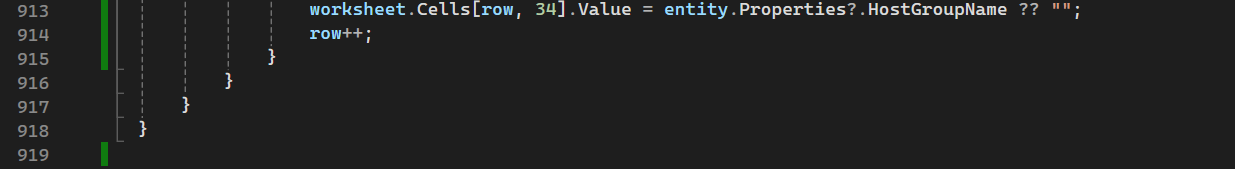 913 worksheet.Cells[row, 34].Value = entity.Properties?.HostGroupName ?? "";
914 row++;
915 }
916 }
917 }
918 }
919